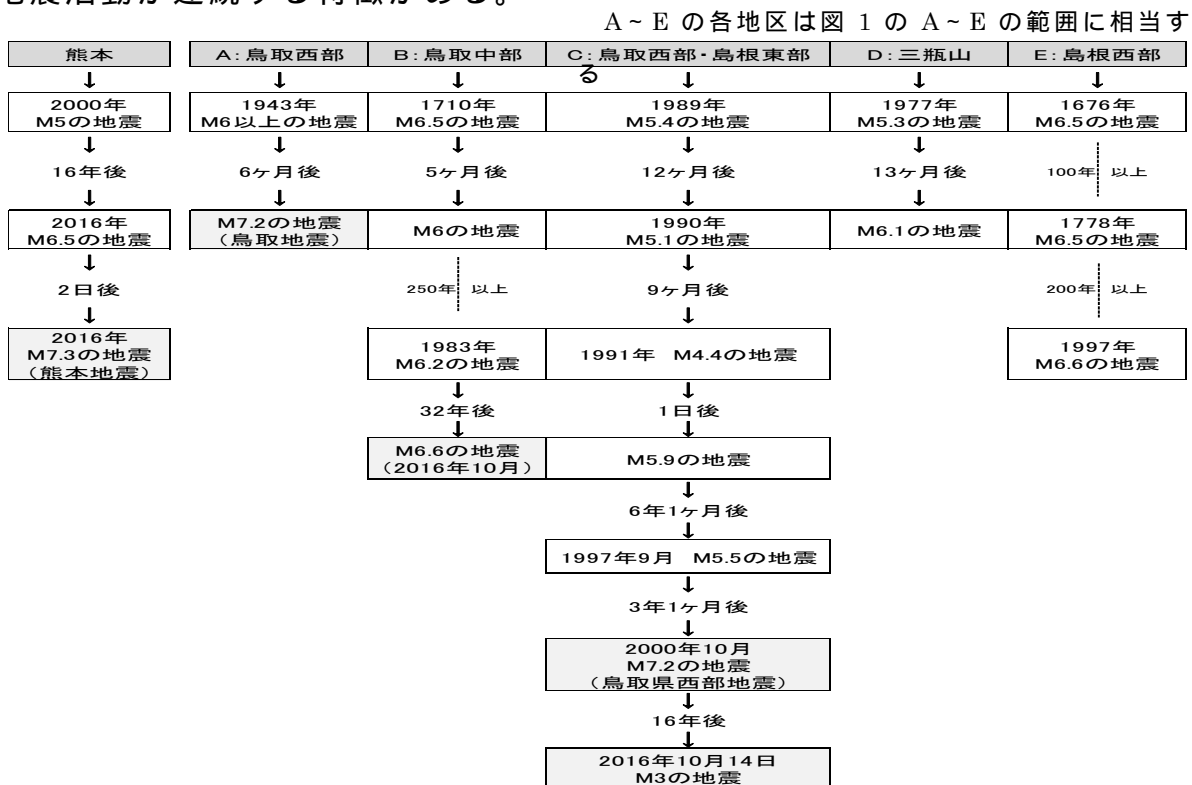 震活動が連続する特徴がある。
A~E の各地区は図 1 の A~E の範囲に相当す
る
熊本
↓
2000年
M5の地震
↓
16年後
↓
2016年
M6.5の地震
↓
2日後
↓
2016年
M7.3の地震
(熊本地震)
A:鳥取西部
↓
1943年
M6以上の地震
↓
6ヶ月後
↓
M7.2の地震
(鳥取地震)
B:鳥取中部
↓
1710年
M6.5の地震
↓
5ヶ月後
↓
M6の地震
250年 以上
1983年
M6.2の地震
↓
32年後
↓
M6.6の地震
(2016年10月)
C:鳥取西部・島根東部
↓
1989年
M5.4の地震
↓
12ヶ月後
↓
1990年
M5.1の地震
↓
9ヶ月後
↓
1991年 M4.4の地震
↓
1日後
↓
M5.9の地震
↓
6年1ヶ月後
↓
1997年9月 M5.5の地震
↓
3年1ヶ月後
↓
2000年10月
M7.2の地震
(鳥取県西部地震)
↓
16年後
↓
2016年10月14日
M3の地震
D:三瓶山
↓
1977年
M5.3の地震
↓
13ヶ月後
↓
M6.1の地震
E:島根西部
↓
1676年
M6.5の地震
100年 以上
1778年
M6.5の地震
200年 以上
1997年
M6.6の地震